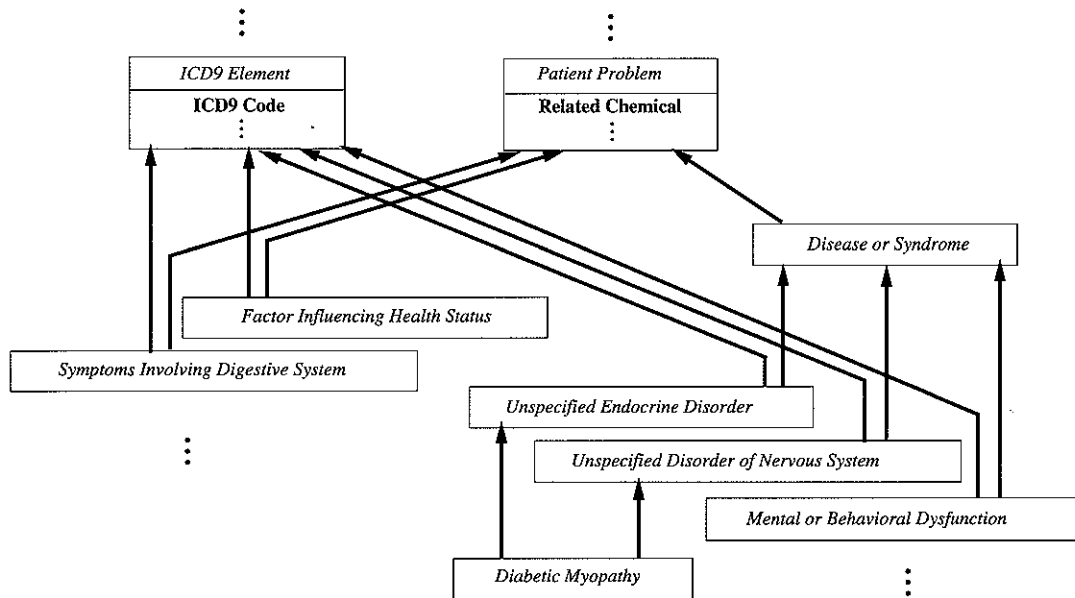 ICD9 Element
ICD9 Code
Patient Problem
Related Chemical
Disease or Syndrome
Factor Influencing Health Status
Symptoms Involving Digestive System
Unspecified Endocrine Disorder
Unspecified Disorder of Nervous System
Mental or Behavioral Dysfunction
Diabetic Myopathy